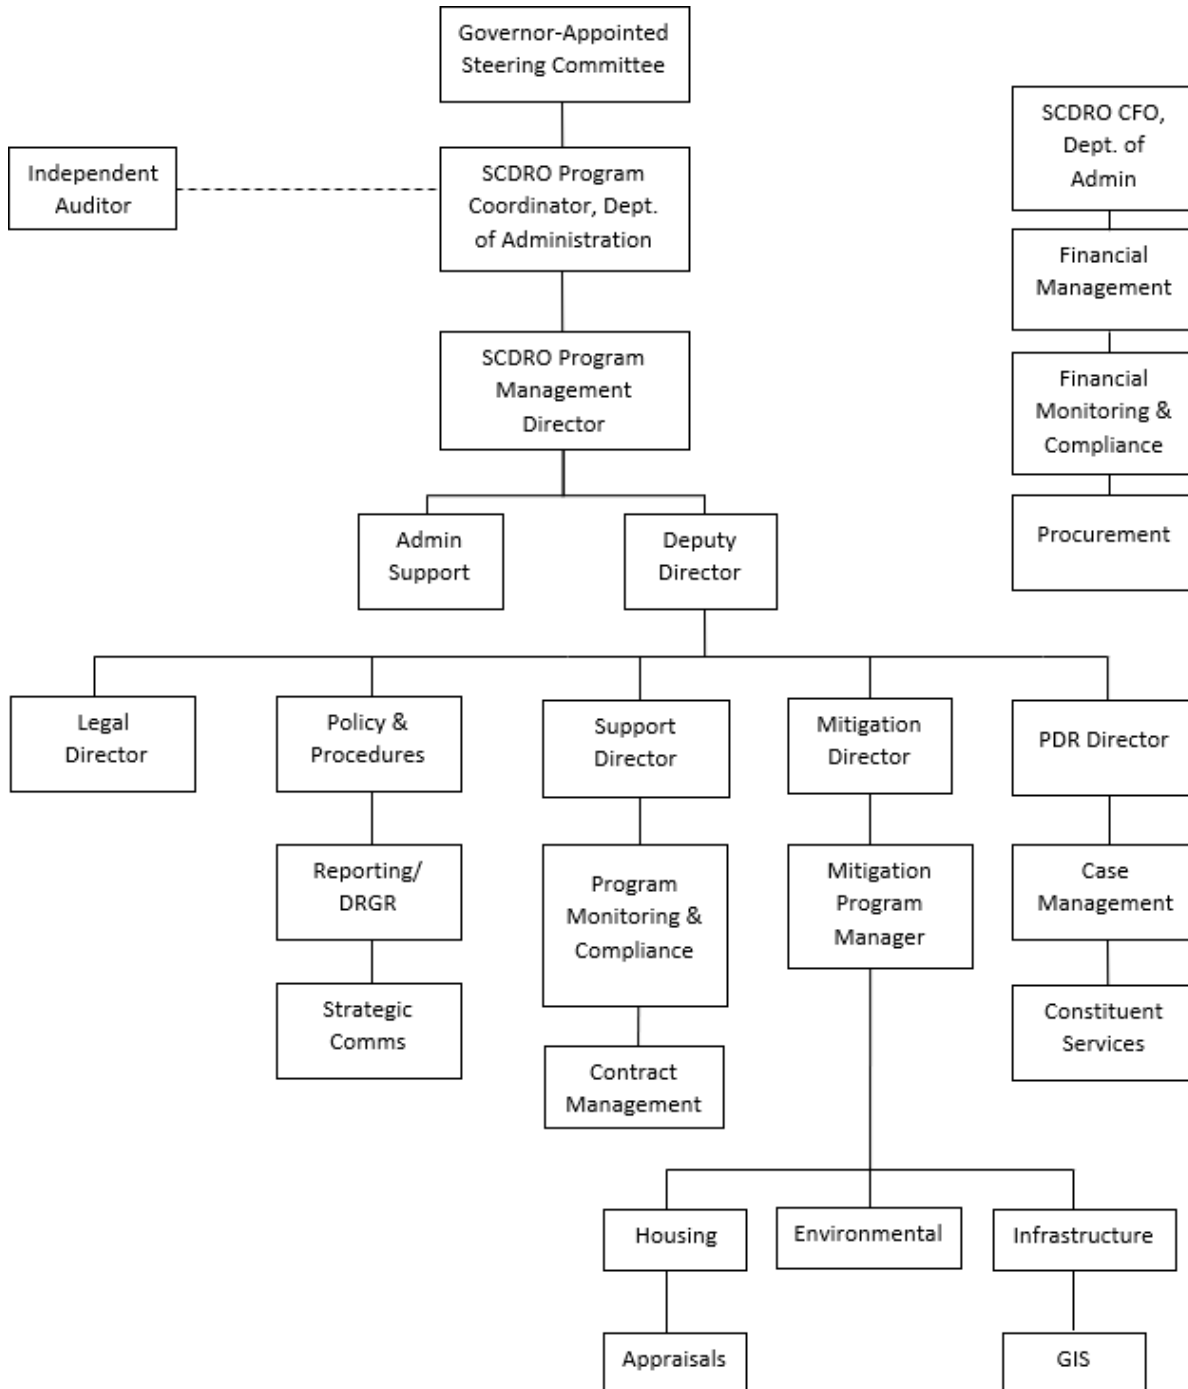 Governor-Appointed
Steering Committee
SCDRO CFO,
Dept. of
Admin
Independent
Auditor
SCDRO Program
Coordinator, Dept.
of Administration
Financial
Management
SCDRO Program
Management
Director
Financial
Monitoring &
Compliance
Procurement
Admin
Support
Deputy
Director
Legal
Director
Policy &
Procedures
Support
Director
Mitigation
Director
PDR Director
Reporting/
DRGR
Program
Monitoring &
Compliance
Mitigation
Program
Manager
Case
Management
Strategic
Comms
Contract
Management
Constituent
Services
Housing
Environmental
Infrastructure
Appraisals
GIS